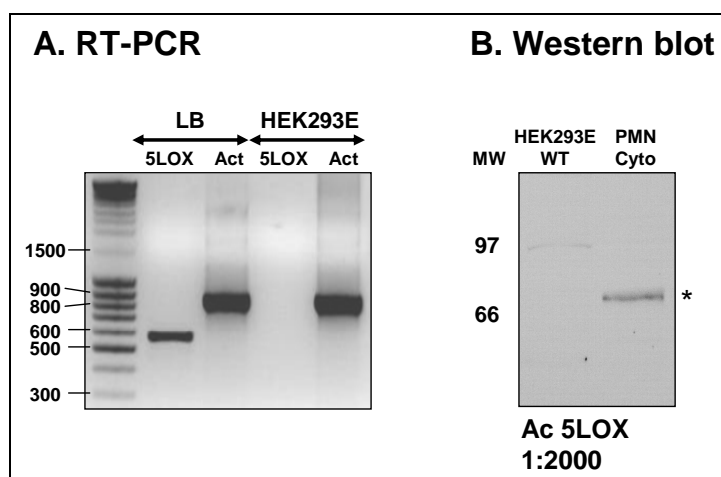 A. RT-PCR
B. Western blot
LB HEK293E
5LOX Act 5LOX Act
1500
900
800
600
500
300
HEK293E PMN
MW WT Cyto
97
66
*
Ac 5LOX
1:2000